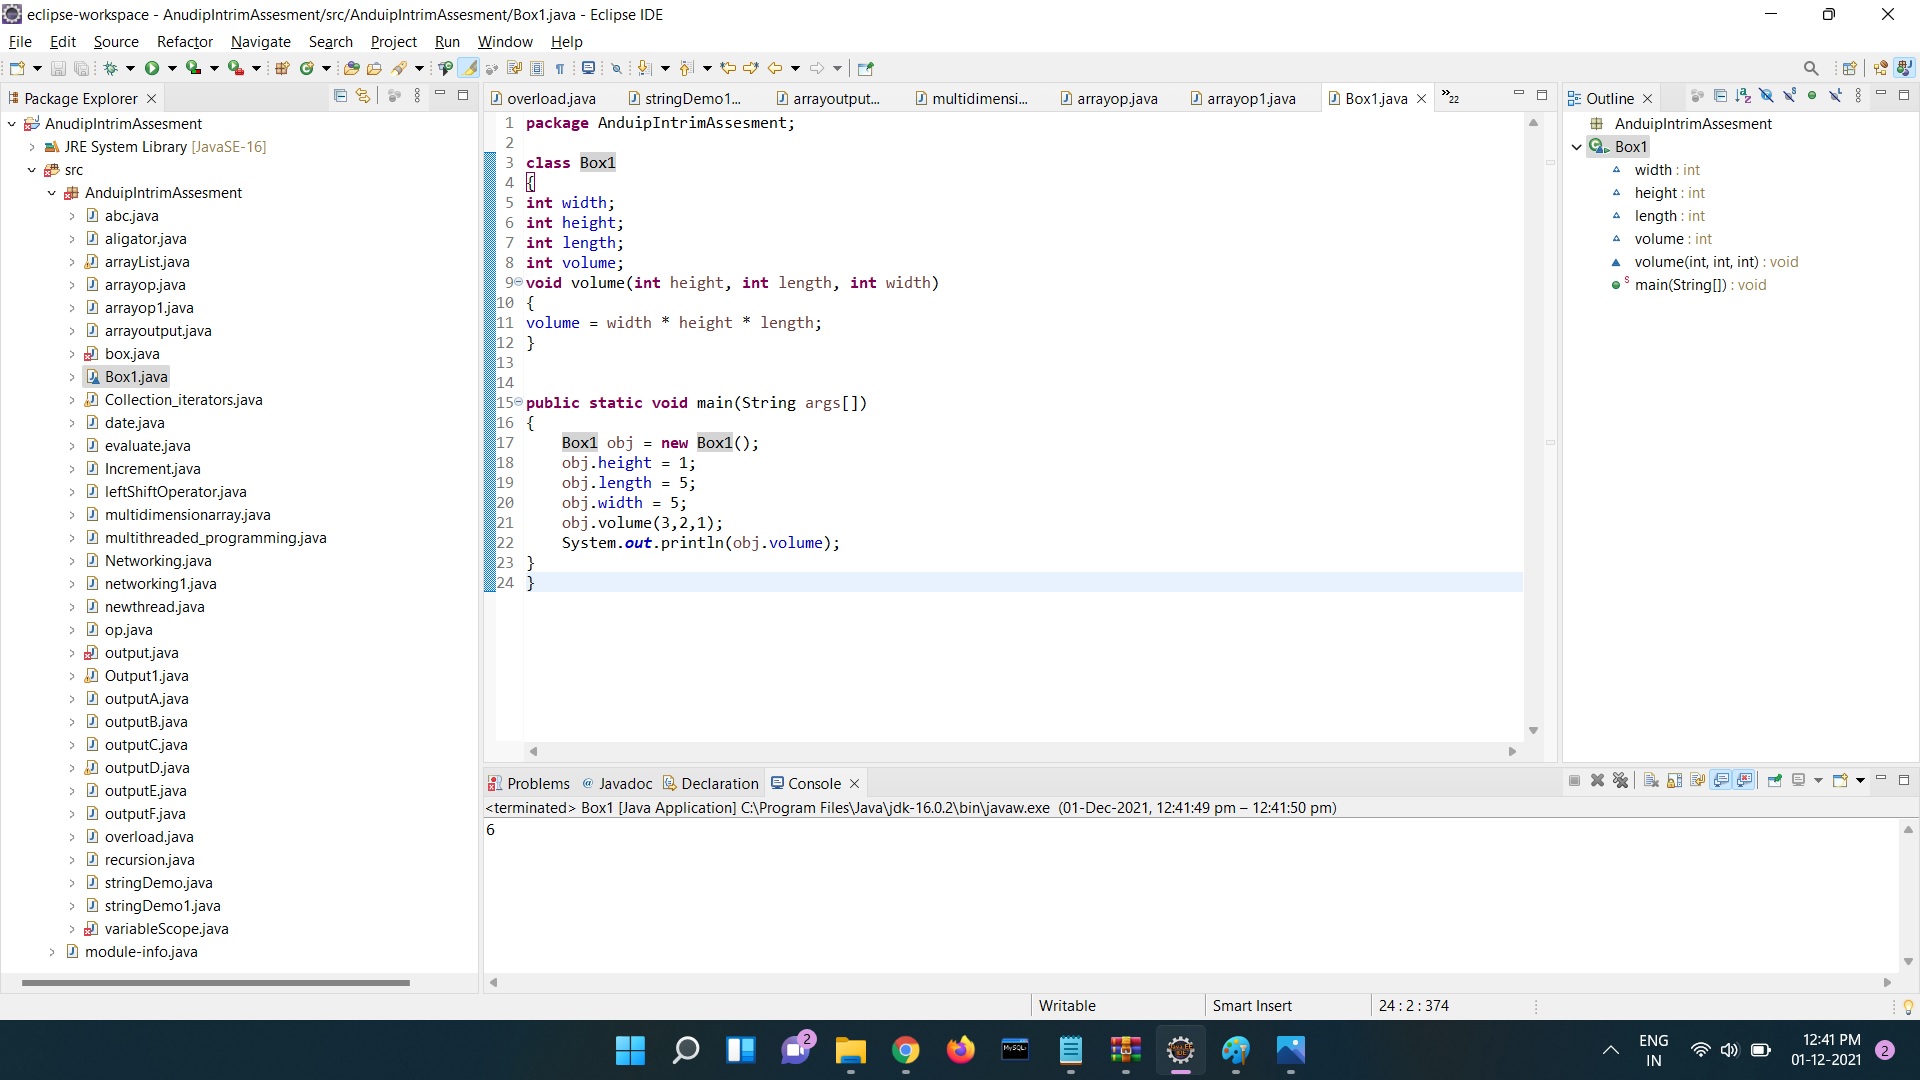 eclipse-workspace - AnudipIntrimAssesment/src/AnduipIntrimAssesment/Box1.java - Eclipse IDE
File Edit Source Refactor Navigate Search Project Run Window Help
Package Explorer
AnudipIntrimAssesment
JRE System Library [JavaSE-16]
src
AnduipIntrimAssesment
abc.java
aligator.java
arrayList.java
arrayop.java
arrayop1.java
arrayoutput.java
box.java
Box1.java
Collection_iterators.java
date.java
evaluate.java
Increment.java
leftShiftOperator.java
multidimensionarray.java
multithreaded_programming.java
Networking.java
networking1.java
newthread.java
op.java
output.java
Output1.java
outputA.java
outputB.java
outputC.java
outputD.java
outputE.java
outputF.java
overload.java
recursion.java
stringDemo.java
stringDemo1.java
variableScope.java
module-info.java
overload.java stringDemo1... arrayoutput... multidimensi... arrayop.java arrayop1.java Box1.java »22
1 package AnduipIntrimAssesment;
2
3 class Box1
4 {
5 int width;
6 int height;
7 int length;
8 int volume;
9 void volume(int height, int length, int width)
10 {
11 volume = width * height * length;
12 }
13
14
15 public static void main(String args[])
16 {
17 Box1 obj = new Box1();
18 obj.height = 1;
19 obj.length = 5;
20 obj.width = 5;
21 obj.volume(3,2,1);
22 System.out.println(obj.volume);
23 }
24 }
Outline
AnduipIntrimAssesment
Box1
width : int
height : int
length : int
volume : int
volume(int, int, int) : void
main(String[]) : void
Problems Javadoc Declaration Console
<terminated> Box1 [Java Application] C:\Program Files\Java\jdk-16.0.2\bin\javaw.exe (01-Dec-2021, 12:41:49 pm – 12:41:50 pm)
6
Writable Smart Insert 24 : 2 : 374
2
MySQL
ENG
IN
12:41 PM
01-12-2021
2